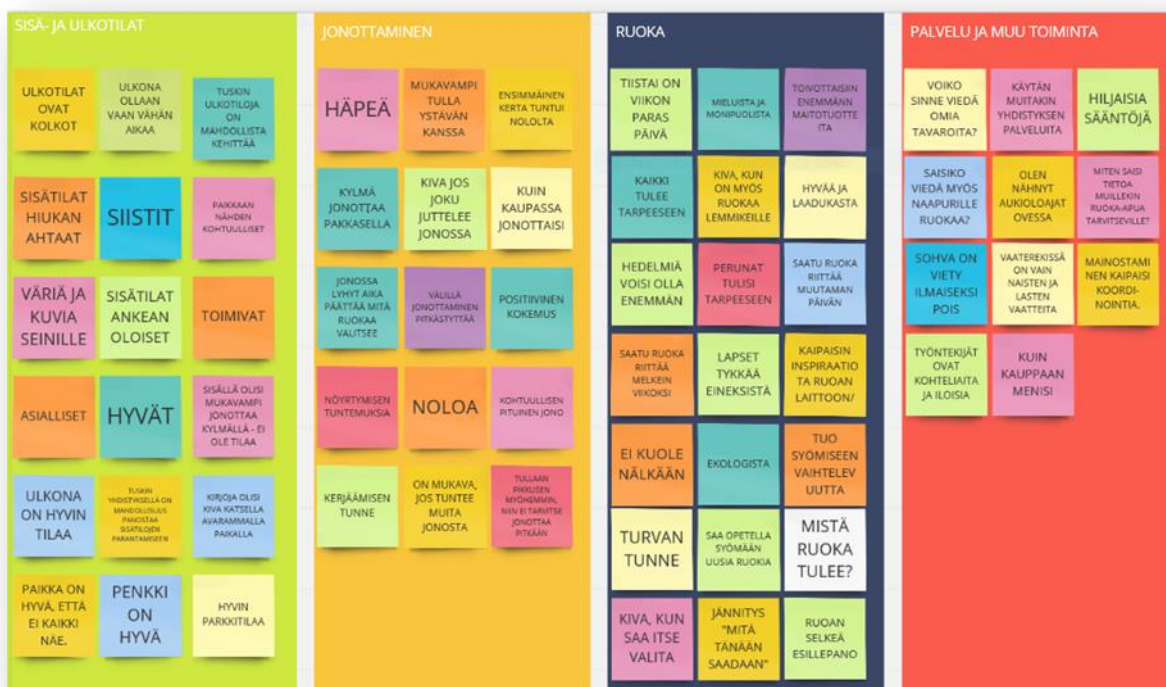 SISÄ- JA ULKOTILAT
ULKOTILAT
OVAT
KOLKOT
ULKONA
OLLAAN
VAAN VÄHÄN
AIKAA
TUSKIN
ULKOTILOJA
ON
MAHDOLLISTA
KEHITTÄÄ
SISÄTILAT
HIUKAN
AHTAAT
SIISTIT
PAIKKAAN
NÄHDEN
KOHTUULLISET
VÄRIÄ JA
KUVIA
SEINILLE
SISÄTILAT
ANKEAN
OLOISET
TOIMIVAT
ASIALLISET
HYVÄT
SISÄLLÄ OLISI
MUKAVAMPI
JONOTTAA
KYLMÄLLÄ - EI
OLE TILAA
ULKONA
ON HYVIN
TILAA
TUSKIN
YHDISTYKSELLÄ ON
MAHDOLLISUUS
PANOSTAA
SISÄTILOJEN
PARANTAMISEEN
KIRJOJA OLISI
KIVA KATSELLA
AVARAMMALLA
PAIKALLA
PAIKKA ON
HYVÄ, ETTÄ
EI KAIKKI
NÄE.
PENKKI
ON
HYVÄ
HYVIN
PARKKITILAA
JONOTTAMINEN
HÄPEÄ
MUKAVAMPI
TULLA
YSTÄVÄN
KANSSA
ENSIMMÄINEN
KERTA TUNTUI
NOLOLTA
KYLMÄ
JONOTTAA
PAKKASELLA
KIVA JOS
JOKU
JUTTELEE
JONOSSA
KUIN
KAUPASSA
JONOTTAISI
JONOSSA
LYHYT AIKA
PÄÄTTÄÄ MITÄ
RUOKAA
VALITSEE
VÄLILLÄ
JONOTTAMINEN
PITKÄSTYTTÄÄ
POSITIIVINEN
KOKEMUS
NÖYRTYMISEN
TUNTEMUKSIA
NOLOA
KOHTUULLISEN
PITUINEN JONO
KERJÄÄMISEN
TUNNE
ON MUKAVA,
JOS TUNTEE
MUITA
JONOSTA
TULLAAN
PIKKUSEN
MYÖHEMMIN,
NIIN EI TARVITSE
JONOTTAA
PITKÄÄN
RUOKA
TIISTAI ON
VIIKON
PARAS
PÄIVÄ
MIELUISTA JA
MONIPUOLISTA
TOIVOTTAISIIN
ENEMMÄNN
MAITOTUOTTE
ITA
KAIKKI
TULEE
TARPEESEEN
KIVA, KUN
ON MYÖS
RUOKAA
LEMMIKEILLE
HYVÄÄ JA
LAADUKASTA
HEDELMIÄ
VOISI OLLA
ENEMMÄN
PERUNAT
TULISI
TARPEESEEN
SAATU RUOKA
RIITTÄÄ
MUUTAMAN
PÄIVÄN
SAATU RUOKA
RIITTÄÄ
MELKEIN
VIIKOKSI
LAPSET
TYKKÄÄ
EINEKSISTÄ
KAIPAISIN
INSPIRAATIO
TA RUOAN
LAITTOON/
EI KUOLE
NÄLKÄÄN
EKOLOGISTA
TUO
SYÖMISEEN
VAIHTELEV
UUTTA
TURVAN
TUNNE
SAA OPETELLA
SYÖMÄÄN
UUSIA RUOKIA
MISTÄ
RUOKA
TULEE?
KIVA, KUN
SAA ITSE
VALITA
JÄNNITYS
"MITÄ
TÄNÄÄN
SAADAAN"
RUOAN
SELKEÄ
ESILLEPANO
PALVELU JA MUU TOIMINTA
VOIKO
SINNE VIEDÄ
OMIA
TAVAROITA?
KÄYTÄN
MUITAKIN
YHDISTYKSEN
PALVELUITA
HILJAISIA
SÄÄNTÖJÄ
SAISIKO
VIEDÄ MYÖS
NAAPURILLE
RUOKAA?
OLEN
NÄHNYT
AUKIOLOAJAT
OVESSA
MITEN SAISI
TIETOA
MUILLEKIN
RUOKA-APUA
TARVITSEVILLE?
SOHVA ON
VIETY
ILMAISEKSI
POIS
VAATEREKISSÄ
ON VAIN
NAISTEN JA
LASTEN
VAATTEITA
MAINOSTAMI
NEN KAIPAISI
KOORDI-
NOINTIA.
TYÖNTEKIJÄT
OVAT
KOHTELIAITA
JA ILOISIA
KUIN
KAUPPAAN
MENISI